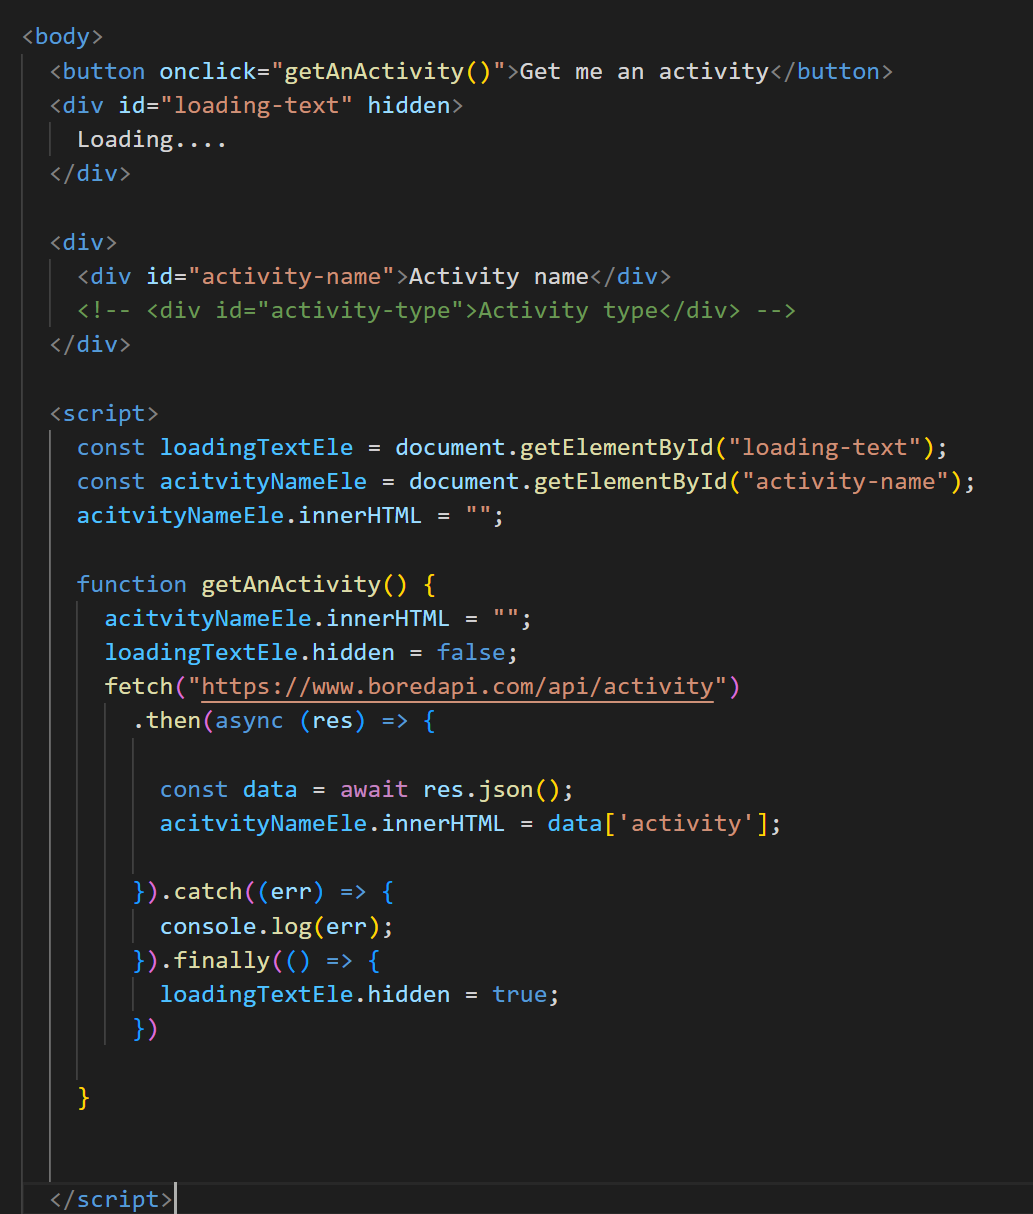 <body>
<button onclick="getAnActivity()">Get me an activity</button>
<div id="loading-text" hidden>
Loading....
</div>
<div>
<div id="activity-name">Activity name</div>
<!-- <div id="activity-type">Activity type</div> -->
</div>
<script>
const loadingTextEle = document.getElementById("loading-text");
const acitvityNameEle = document.getElementById("activity-name");
acitvityNameEle.innerHTML = "";
function getAnActivity() {
acitvityNameEle.innerHTML = "";
loadingTextEle.hidden = false;
fetch("https://www.boredapi.com/api/activity")
.then(async (res) => {
const data = await res.json();
acitvityNameEle.innerHTML = data['activity'];
}).catch((err) => {
console.log(err);
}).finally(() => {
loadingTextEle.hidden = true;
})
}
</script>